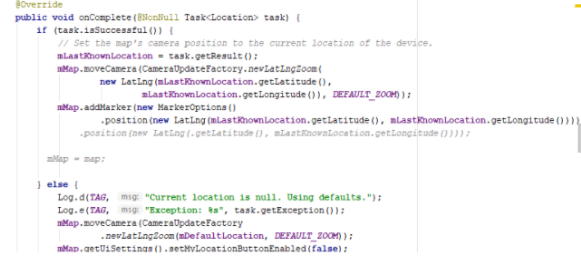 @Override
public void onComplete(@NonNull Task<Location> task) {
if (task.isSuccessful()) {
// Set the map's camera position to the current location of the device.
mLastKnownLocation = task.getResult();
mMap.moveCamera(CameraUpdateFactory.newLatLngZoom(
new LatLng(mLastKnownLocation.getLatitude(),
mLastKnownLocation.getLongitude()), DEFAULT_ZOOM));
mMap.addMarker(new MarkerOptions()
.position(new LatLng(mLastKnownLocation.getLatitude(), mLastKnownLocation.getLongitude())))
.position(new LatLng(.getLatitude(), mLastKnownLocation.getLongitude())));
mMap = map;
} else {
Log.d(TAG, msg: "Current location is null. Using defaults.");
Log.e(TAG, msg: "Exception: %s", task.getException());
mMap.moveCamera(CameraUpdateFactory
.newLatLngZoom(mDefaultLocation, DEFAULT_ZOOM));
mMap.getUiSettings().setMyLocationButtonEnabled(false);